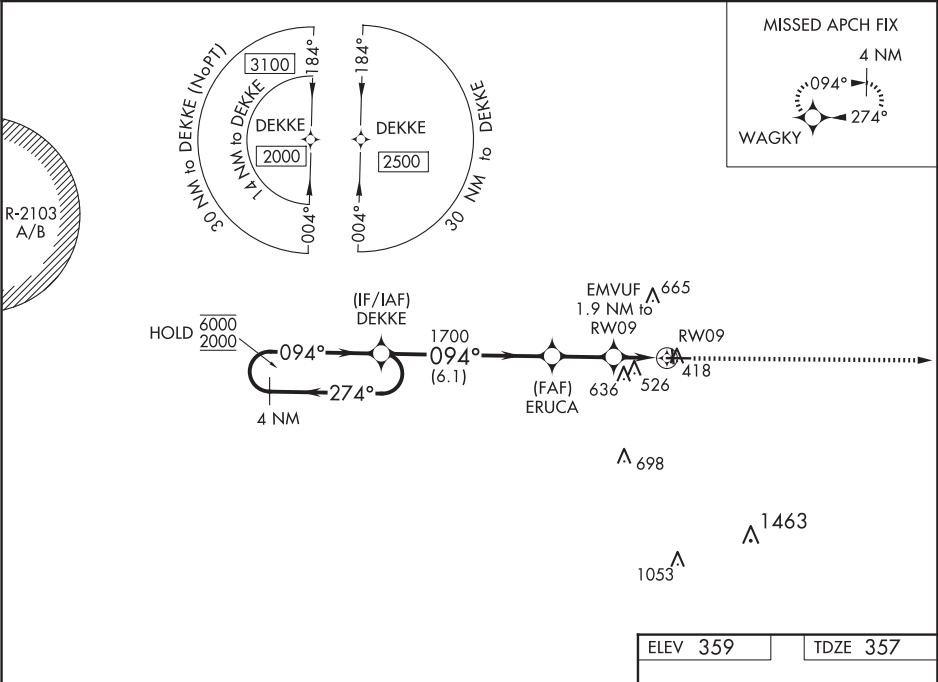 MISSED APCH FIX
4 NM
094°
274°
WAGKY
30 NM to DEKKE (NoPT)
3100
184°
14 NM to DEKKE
DEKKE
2000
004°
184°
DEKKE
2500
004°
30 NM to DEKKE
R-2103
A/B
HOLD 6000
2000
(IF/IAF)
DEKKE
094°
274°
4 NM
1700
094°
(6.1)
(FAF)
ERUCA
EMVUF
1.9 NM to
RW09
665
RW09
418
636
526
698
1463
1053
ELEV 359
TDZE 357